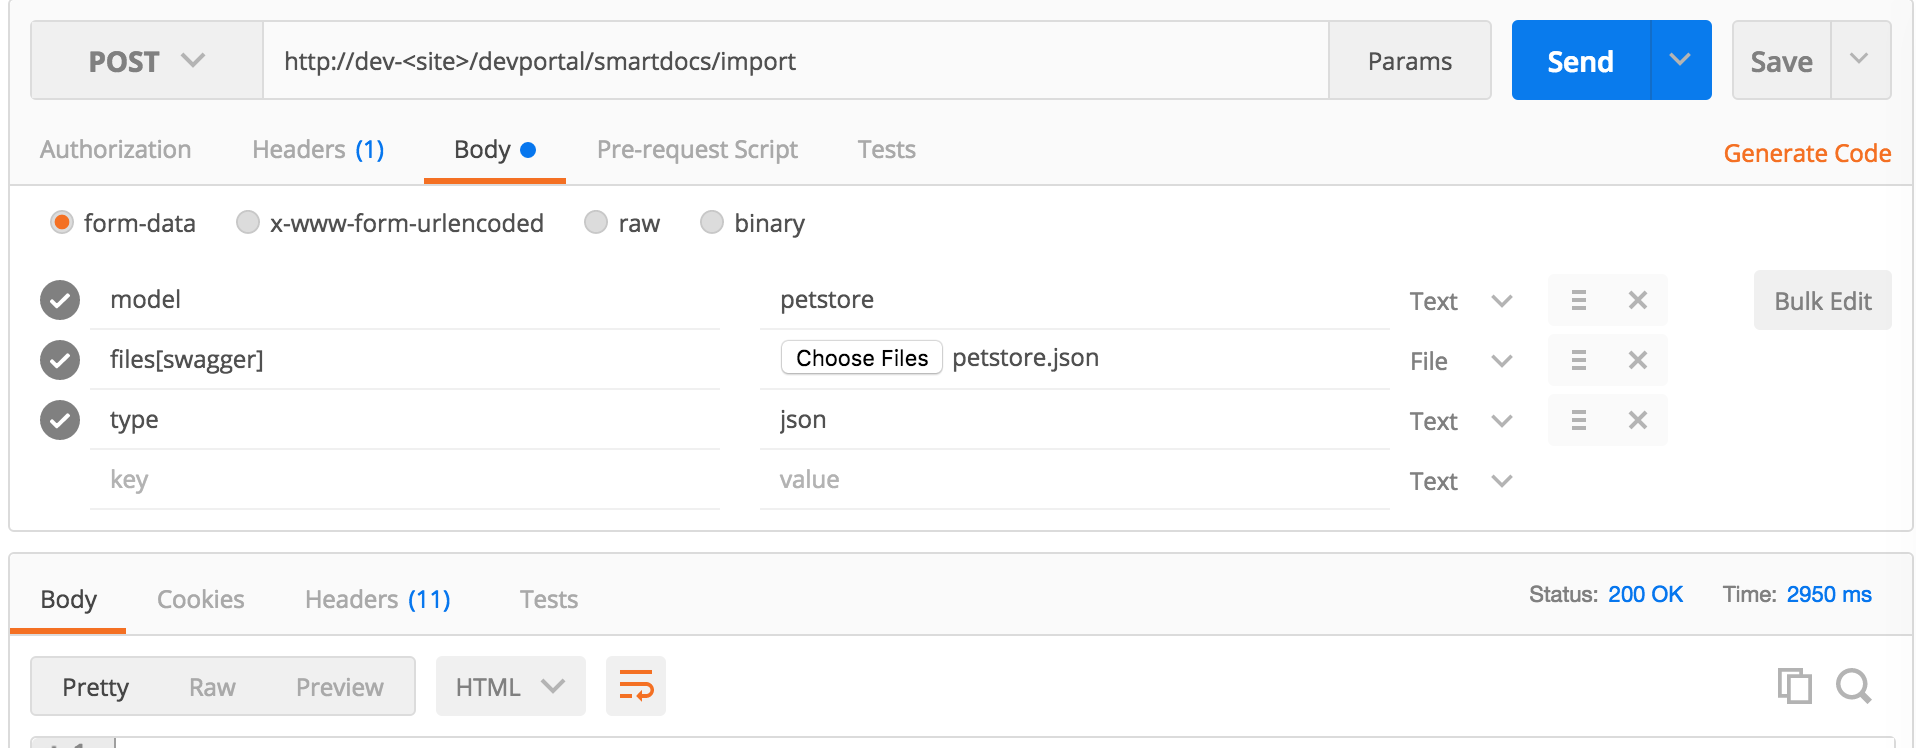 POST http://dev-<site>/devportal/smartdocs/import Params Send Save
Authorization Headers (1) Body Pre-request Script Tests Generate Code
form-data x-www-form-urlencoded raw binary
model petstore Text Bulk Edit
files[swagger] Choose Files petstore.json File
type json Text
key value Text
Body Cookies Headers (11) Tests Status: 200 OK Time: 2950 ms
Pretty Raw Preview HTML